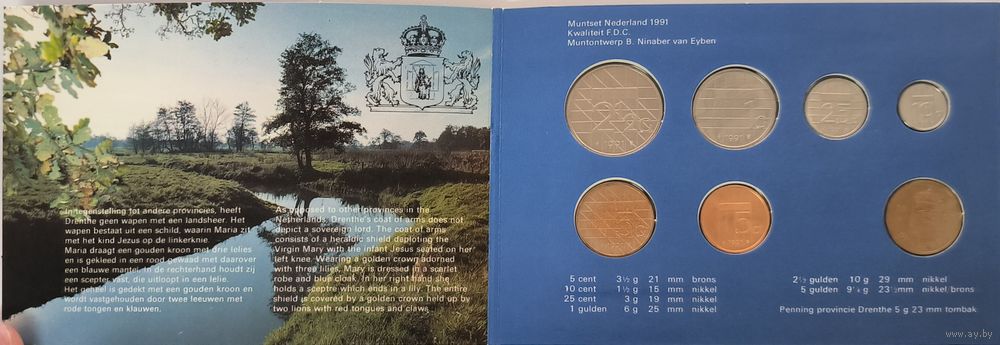 In tegenstelling tot andere provincies, heeft
Drenthe geen wapen met een landsheer. Het
wapen bestaat uit een schild, waarin Maria zit
met het kind Jezus op de linkerknie.
Maria draagt een gouden kroon met drie lelies
en is gekleed in een rood gewaad met daarover
een blauwe mantel. In de rechterhand houdt zij
een scepter vast, die uitloopt in een lelie.
Het geheel is gedekt met een gouden kroon en
wordt vastgehouden door twee leeuwen met
rode tongen en klauwen.
As opposed to other provinces in the
Netherlands, Drenthe's coat of arms does not
depict a sovereign lord. The coat of arms
consists of a heraldic shield depicting the
Virgin Mary with the infant Jesus seated on her
left knee. Wearing a golden crown adorned
with three lilies, Mary is dressed in a scarlet
robe and blue cloak. In her right hand she
holds a sceptre which ends in a lily. The entire
shield is covered by a golden crown held up by
two lions with red tongues and claws.
Muntset Nederland 1991
Kwaliteit F.D.C.
Muntontwerp B. Ninaber van Eyben
1991
1991
25
1991
5 cent 3½ g 21 mm brons
10 cent 1½ g 15 mm nikkel
25 cent 3 g 19 mm nikkel
1 gulden 6 g 25 mm nikkel
2½ gulden 10 g 29 mm nikkel
5 gulden 9¼ g 23½ mm nikkel/brons
Penning provincie Drenthe 5 g 23 mm tombak
www.ay.by